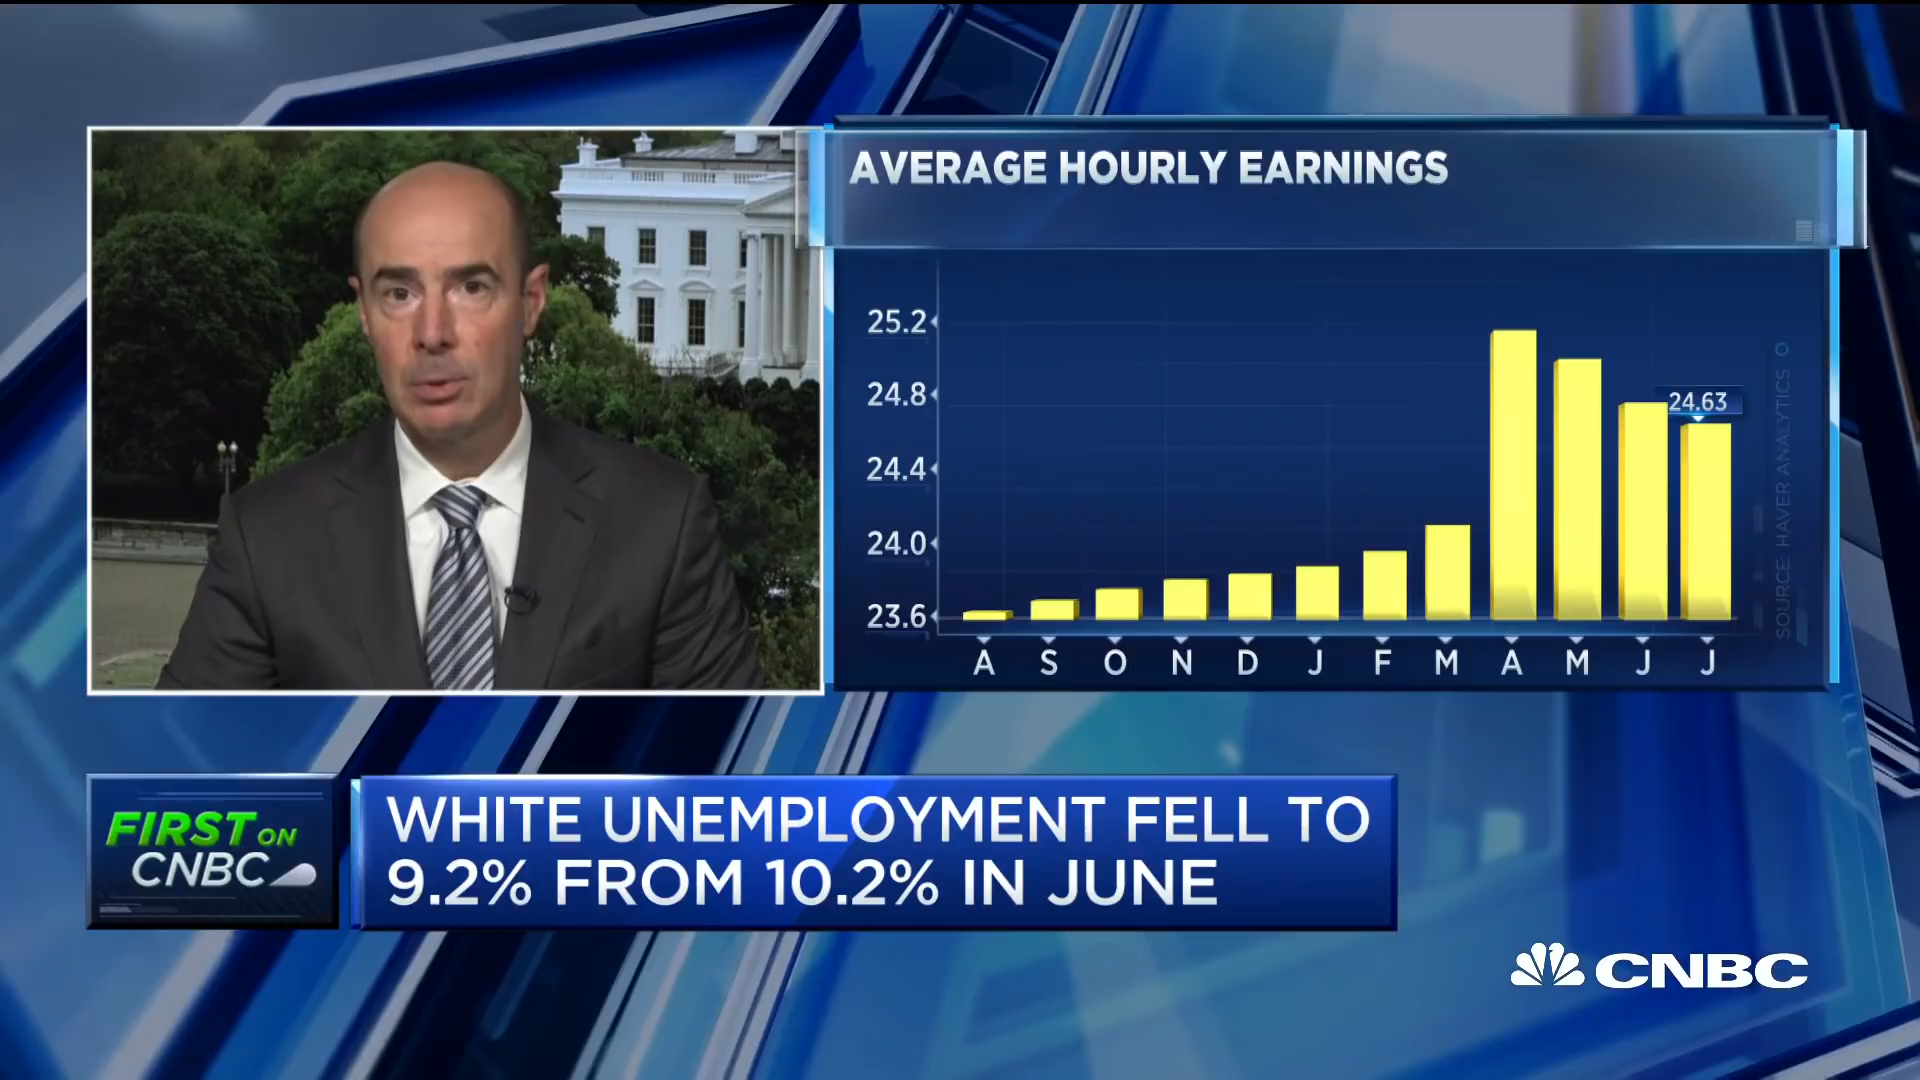 AVERAGE HOURLY EARNINGS
25.2
24.8
24.4
24.0
23.6
24.63
A S O N D J F M A M J J
SOURCE: HAVER ANALYTICS
FIRST ON
CNBC
WHITE UNEMPLOYMENT FELL TO
9.2% FROM 10.2% IN JUNE
CNBC